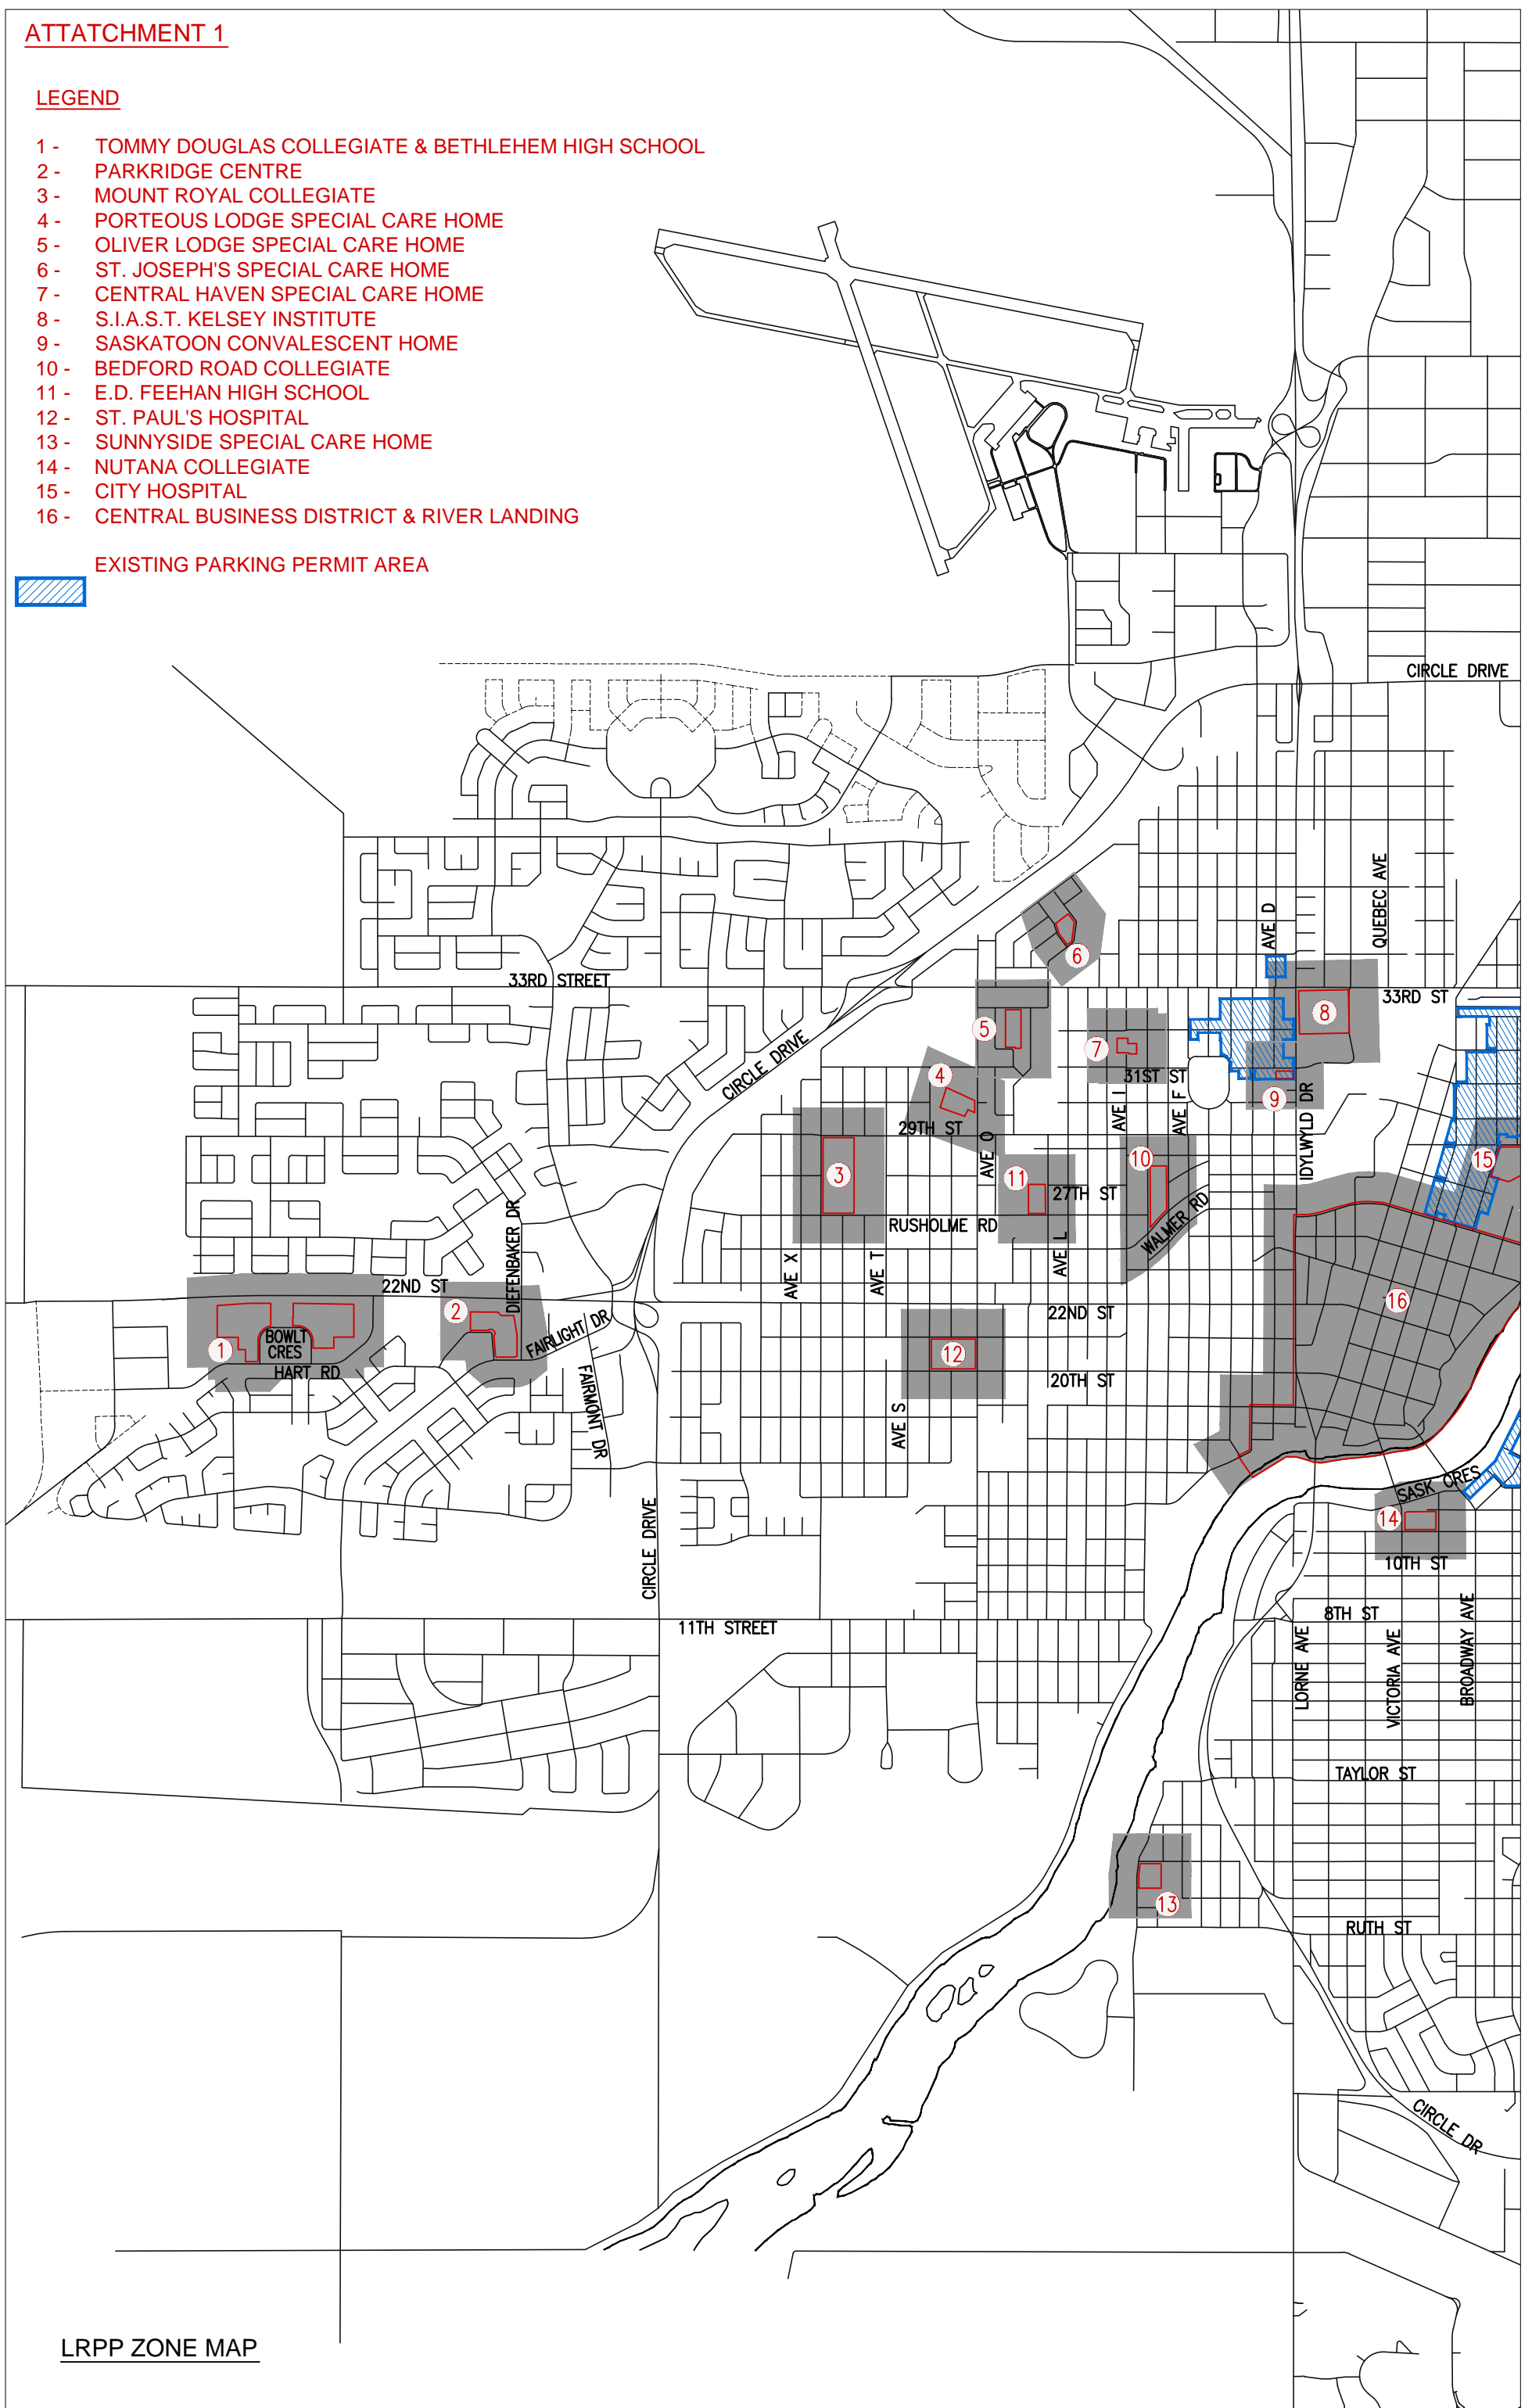 ATTATCHMENT 1
LEGEND
1 - TOMMY DOUGLAS COLLEGIATE & BETHLEHEM HIGH SCHOOL
2 - PARKRIDGE CENTRE
3 - MOUNT ROYAL COLLEGIATE
4 - PORTEOUS LODGE SPECIAL CARE HOME
5 - OLIVER LODGE SPECIAL CARE HOME
6 - ST. JOSEPH'S SPECIAL CARE HOME
7 - CENTRAL HAVEN SPECIAL CARE HOME
8 - S.I.A.S.T. KELSEY INSTITUTE
9 - SASKATOON CONVALESCENT HOME
10 - BEDFORD ROAD COLLEGIATE
11 - E.D. FEEHAN HIGH SCHOOL
12 - ST. PAUL'S HOSPITAL
13 - SUNNYSIDE SPECIAL CARE HOME
14 - NUTANA COLLEGIATE
15 - CITY HOSPITAL
16 - CENTRAL BUSINESS DISTRICT & RIVER LANDING
EXISTING PARKING PERMIT AREA
CIRCLE DRIVE
QUEBEC AVE
AVE D
6
33RD STREET
33RD ST
8
5
7
CIRCLE DRIVE
4
31ST ST
9
IDYLWYLD DR
AVE I
AVE F
29TH ST
AVE O
3
10
15
11
27TH ST
WALMER RD
RUSHOLME RD
DIEFENBAKER DR
AVE X
AVE T
AVE L
22ND ST
2
22ND ST
16
FAIRLIGHT DR
1
BOWLT
CRES
HART RD
12
20TH ST
FAIRMONT DR
AVE S
SASK CRES
14
CIRCLE DRIVE
10TH ST
8TH ST
11TH STREET
LORNE AVE
VICTORIA AVE
BROADWAY AVE
TAYLOR ST
13
RUTH ST
CIRCLE DR
LRPP ZONE MAP